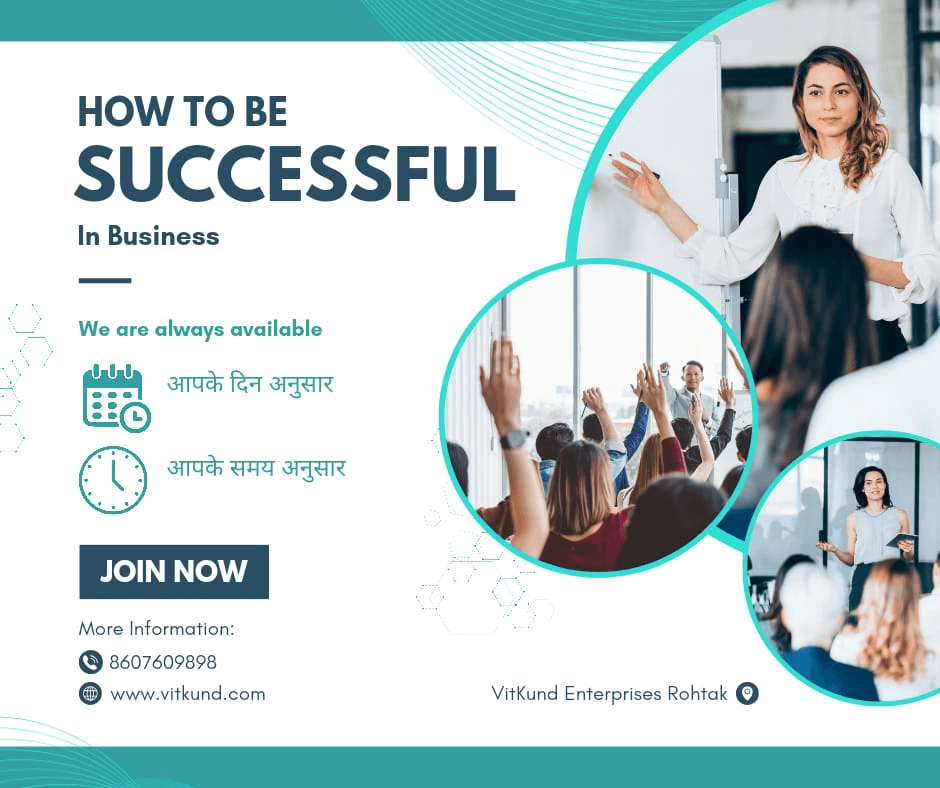 HOW TO BE
SUCCESSFUL
In Business
We are always available
आपके दिन अनुसार
आपके समय अनुसार
JOIN NOW
More Information:
8607609898
www.vitkund.com
VitKund Enterprises Rohtak